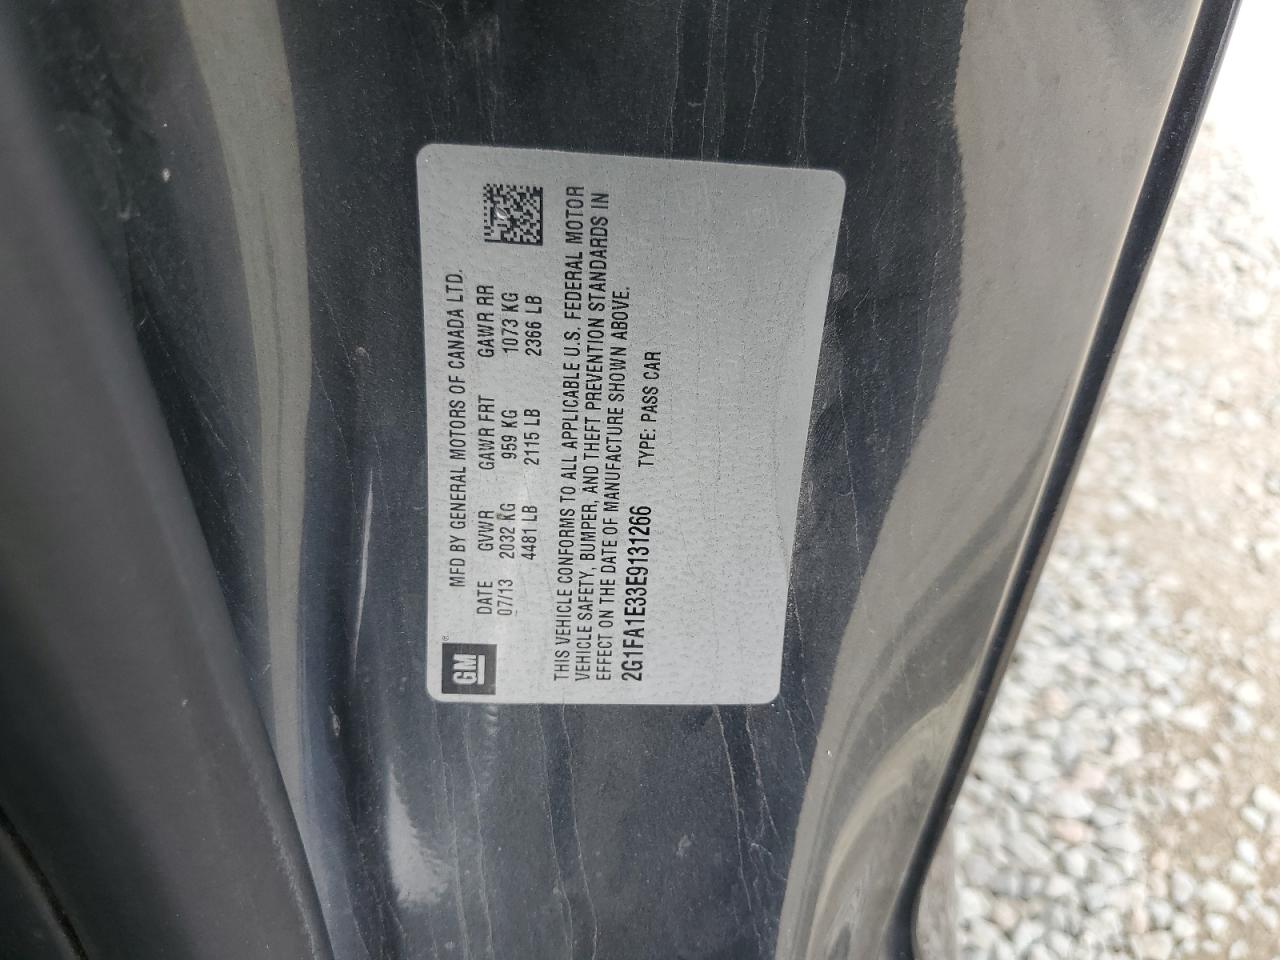 MFD BY GENERAL MOTORS OF CANADA LTD.
DATE GVWR GAWR FRT GAWR RR
07/13 2032 KG 959 KG 1073 KG
4481 LB 2115 LB 2366 LB
GM®
THIS VEHICLE CONFORMS TO ALL APPLICABLE U.S. FEDERAL MOTOR
VEHICLE SAFETY, BUMPER, AND THEFT PREVENTION STANDARDS IN
EFFECT ON THE DATE OF MANUFACTURE SHOWN ABOVE.
2G1FA1E33E9131266 TYPE: PASS CAR